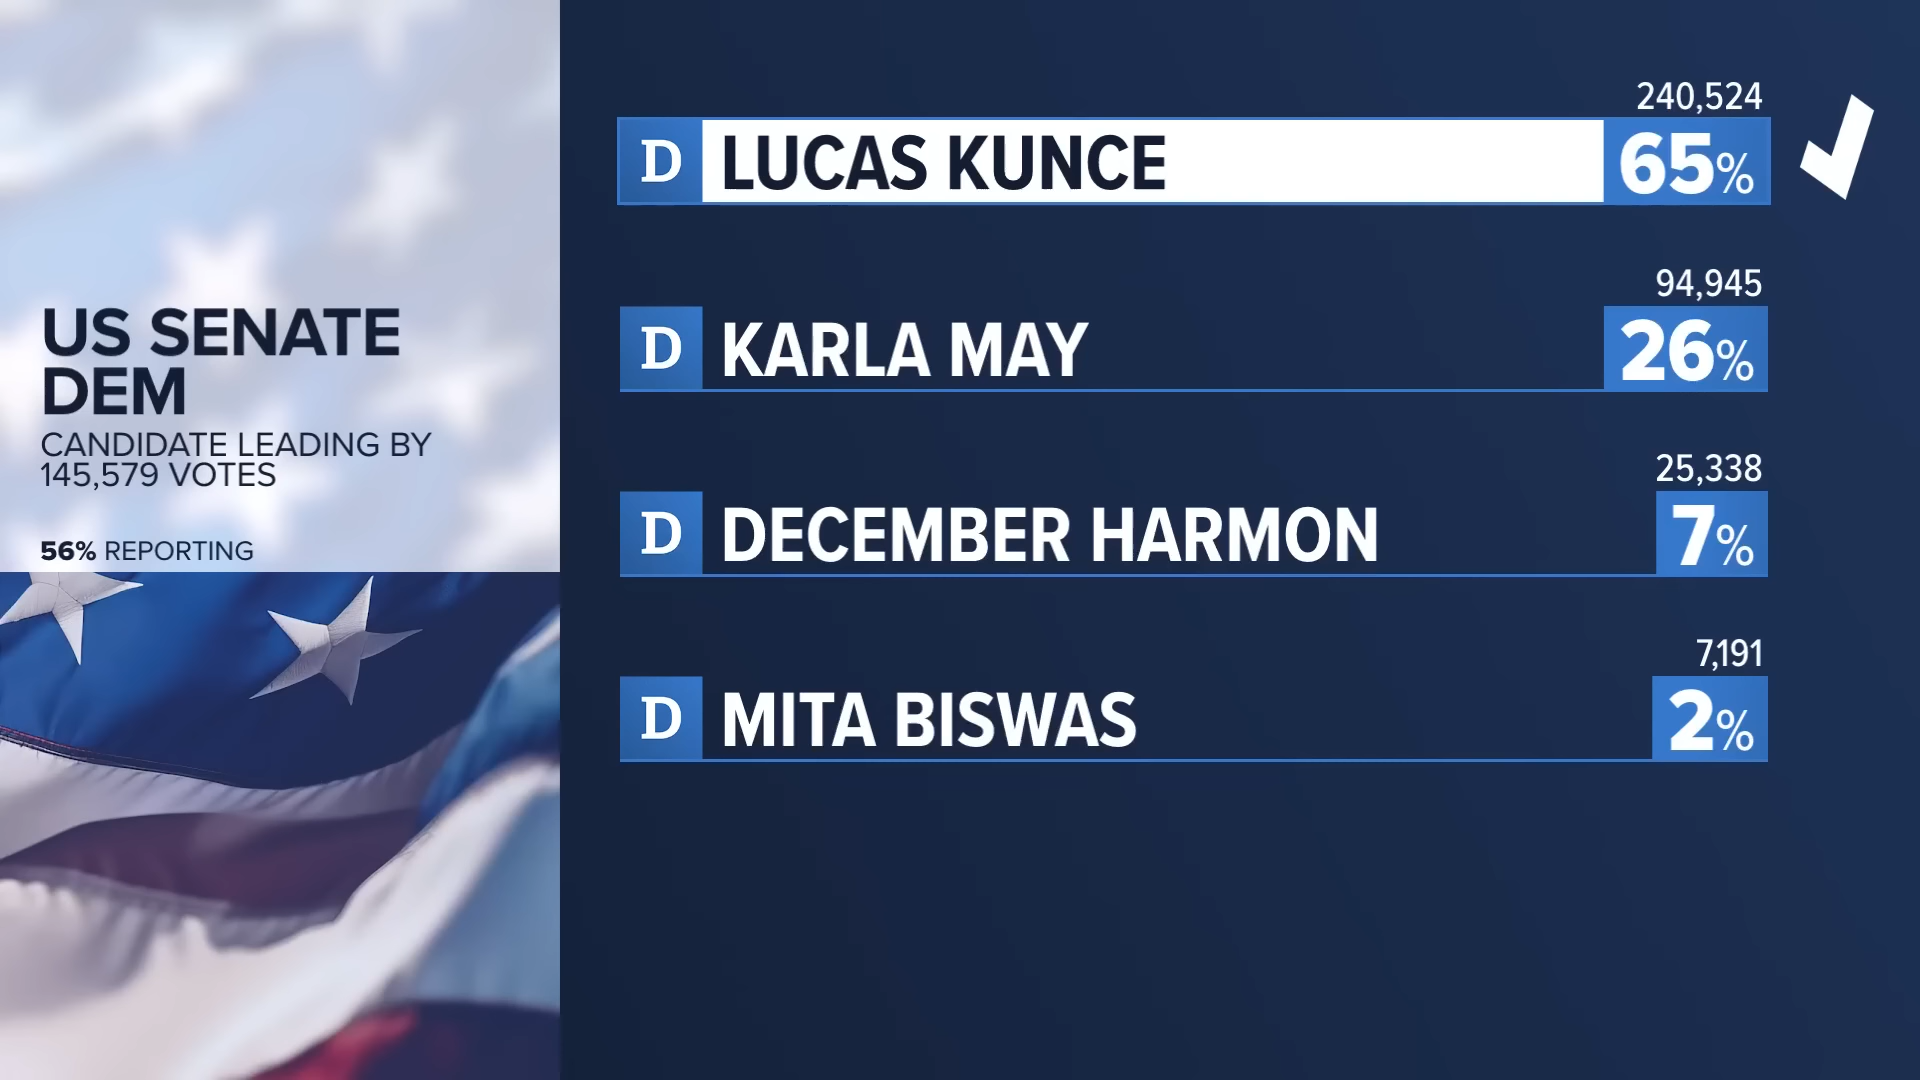 US SENATE
DEM
CANDIDATE LEADING BY
145,579 VOTES
56% REPORTING
240,524
D LUCAS KUNCE 65%
94,945
D KARLA MAY 26%
25,338
D DECEMBER HARMON 7%
7,191
D MITA BISWAS 2%